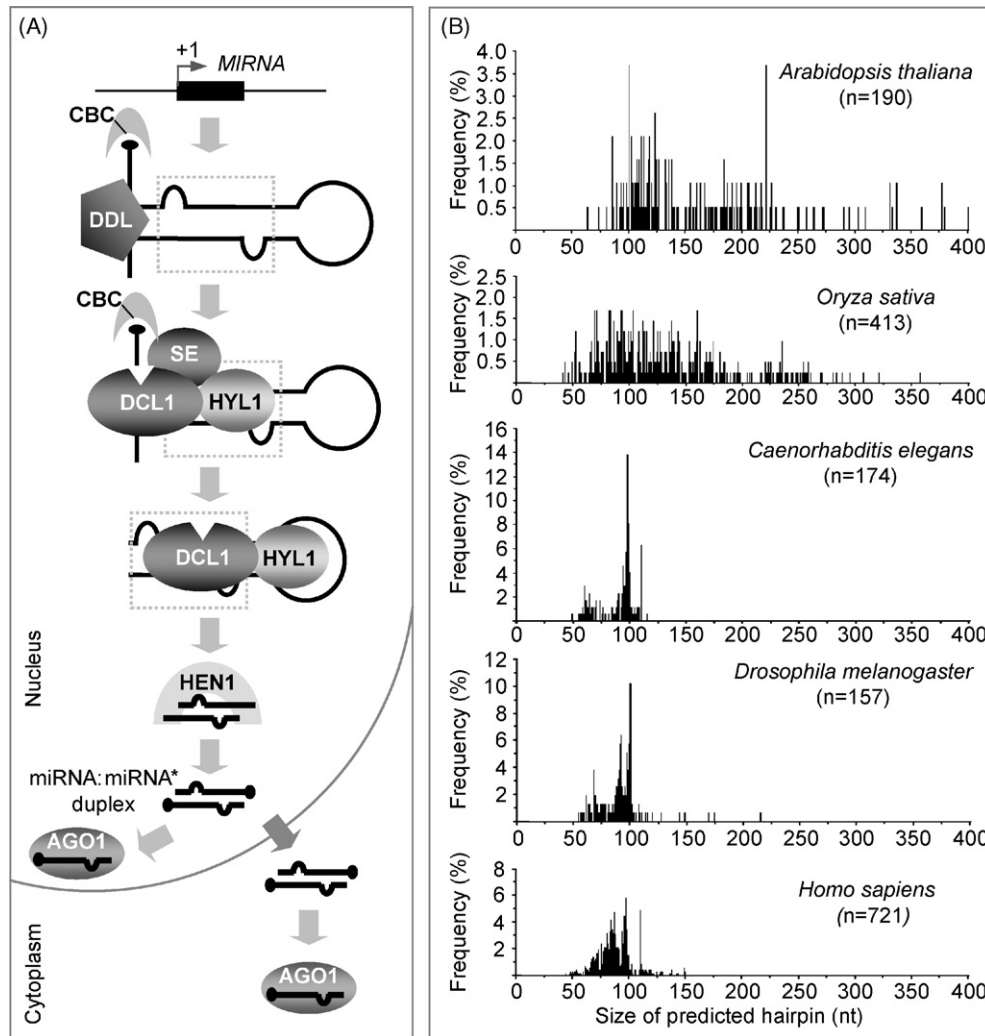 (A)
+1
MIRNA
CBC
DDL
CBC
SE
DCL1
HYL1
DCL1
HYL1
Nucleus
HEN1
miRNA:miRNA*
duplex
AGO1
Cytoplasm
AGO1
(B)
Frequency (%)
4.0
3.5
3.0
2.5
2.0
1.5
1.0
0.5
Arabidopsis thaliana
(n=190)
0 50 100 150 200 250 300 350 400
Frequency (%)
2.5
2.0
1.5
1.0
0.5
Oryza sativa
(n=413)
0 50 100 150 200 250 300 350 400
Frequency (%)
16
14
12
10
8
6
4
2
Caenorhabditis elegans
(n=174)
0 50 100 150 200 250 300 350 400
Frequency (%)
12
10
8
6
4
2
Drosophila melanogaster
(n=157)
0 50 100 150 200 250 300 350 400
Frequency (%)
8
6
4
2
Homo sapiens
(n=721)
0 50 100 150 200 250 300 350 400
Size of predicted hairpin (nt)